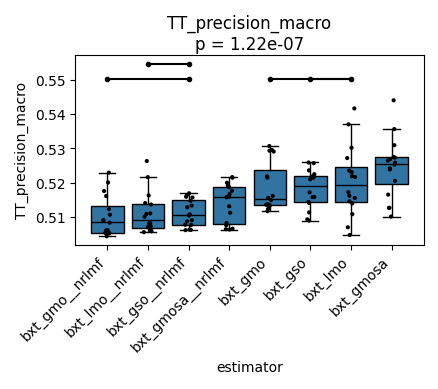 TT_precision_macro
p = 1.22e-07
TT_precision_macro
0.55
0.54
0.53
0.52
0.51
bxt_gmo__nrlmf
bxt_lmo__nrlmf
bxt_gso__nrlmf
bxt_gmosa__nrlmf
bxt_gmo
bxt_gso
bxt_lmo
bxt_gmosa
estimator